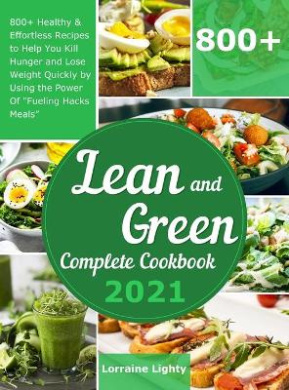 800+ Healthy &
Effortless Recipes
to Help You Kill
Hunger and Lose
Weight Quickly by
Using the Power
Of "Fueling Hacks
Meals"
800+
Lean and
Green
Complete Cookbook
2021
Lorraine Lighty